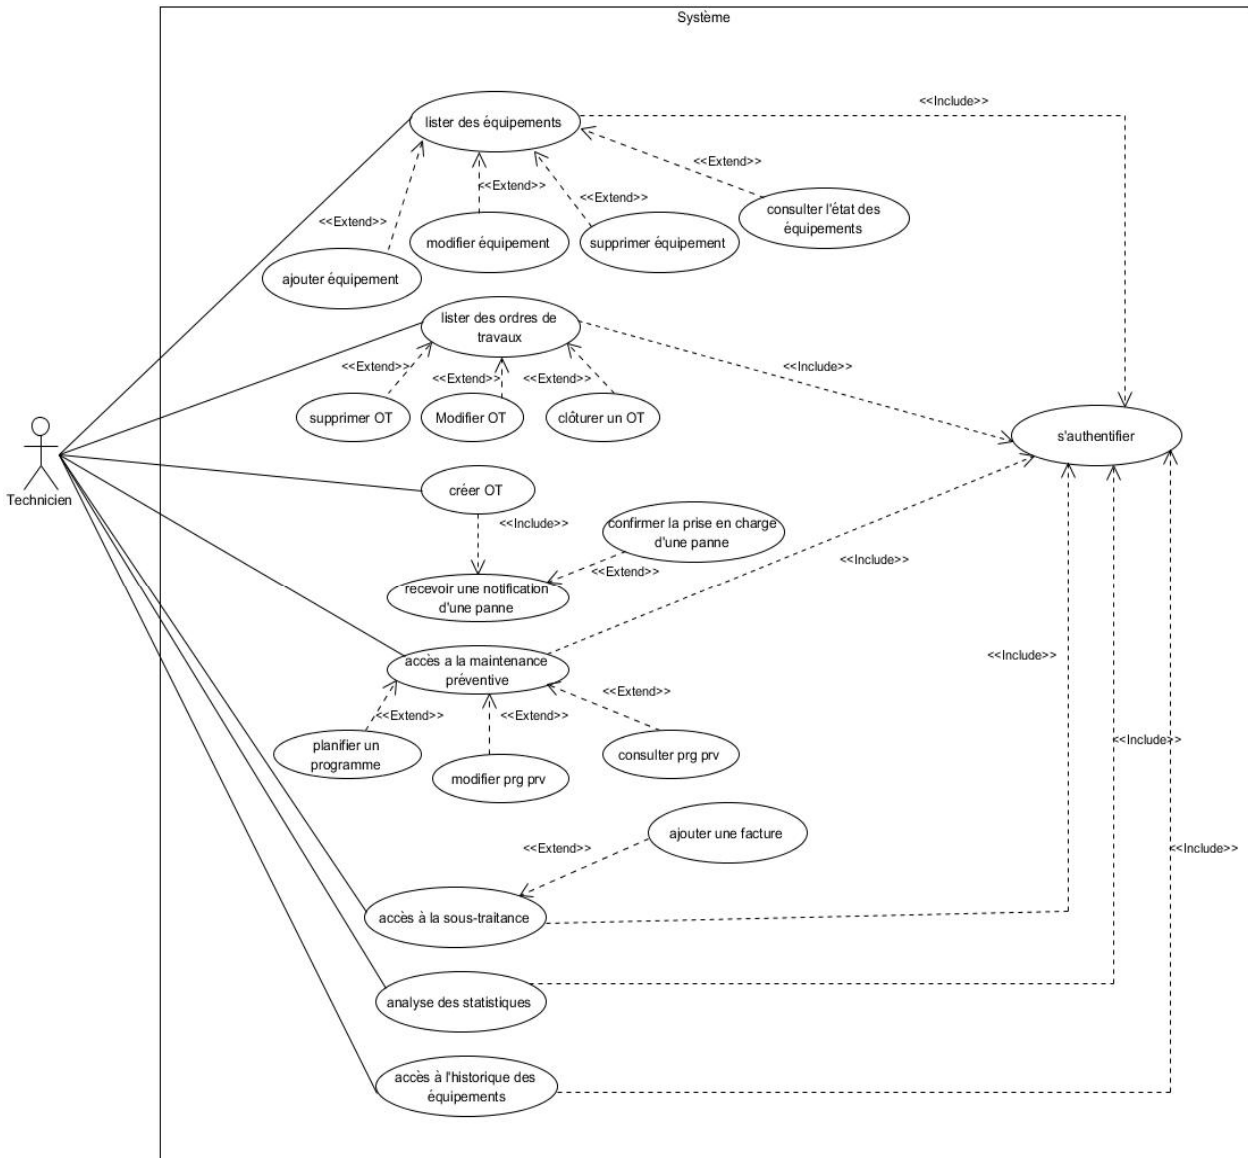 Système
lister des équipements
<<Include>>
<<Extend>>
<<Extend>>
<<Extend>>
<<Extend>>
consulter l'état des
équipements
modifier équipement
supprimer équipement
ajouter équipement
lister des ordres de
travaux
<<Include>>
<<Extend>>
<<Extend>>
<<Extend>>
supprimer OT
Modifier OT
clôturer un OT
s'authentifier
Technicien
créer OT
<<Include>>
confirmer la prise en charge
d'une panne
<<Extend>>
<<Include>>
recevoir une notification
d'une panne
accès a la maintenance
préventive
<<Include>>
<<Extend>>
<<Extend>>
<<Extend>>
planifier un
programme
modifier prg prv
consulter prg prv
<<Include>>
ajouter une facture
<<Extend>>
<<Include>>
accès à la sous-traitance
analyse des statistiques
accès à l'historique des
équipements